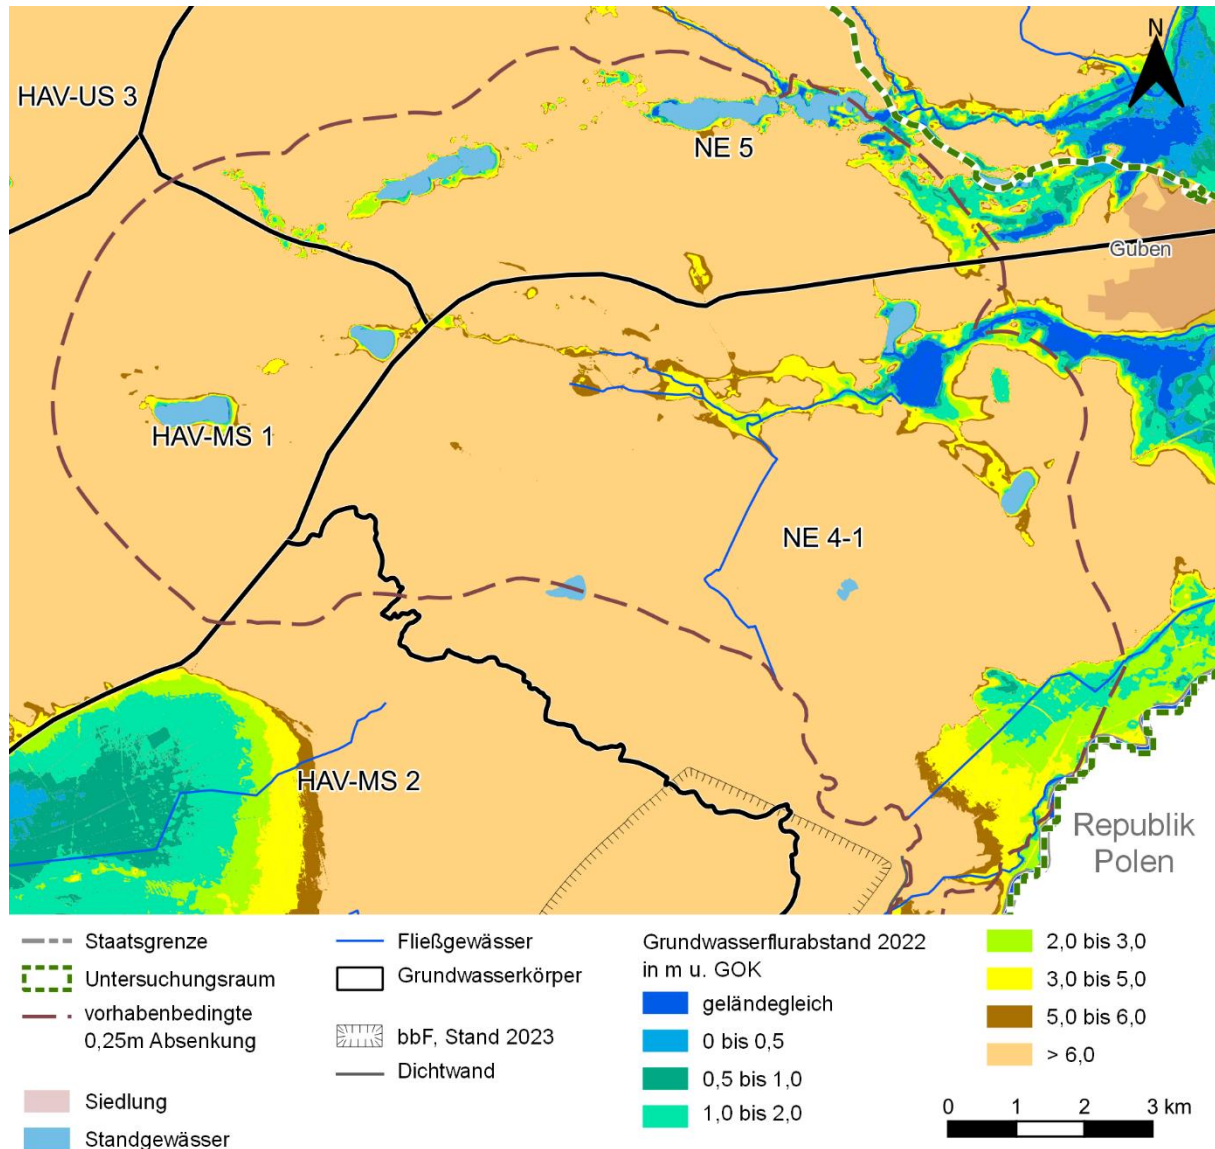 N
HAV-US 3
NE 5
Guben
HAV-MS 1
NE 4-1
HAV-MS 2
Republik
Polen
Staatsgrenze
Untersuchungsraum
vorhabenbedingte
0,25m Absenkung
Siedlung
Standgewässer
Fließgewässer
Grundwasserkörper
bbF, Stand 2023
Dichtwand
Grundwasserflurabstand 2022
in m u. GOK
geländegleich
0 bis 0,5
0,5 bis 1,0
1,0 bis 2,0
2,0 bis 3,0
3,0 bis 5,0
5,0 bis 6,0
> 6,0
0 1 2 3 km